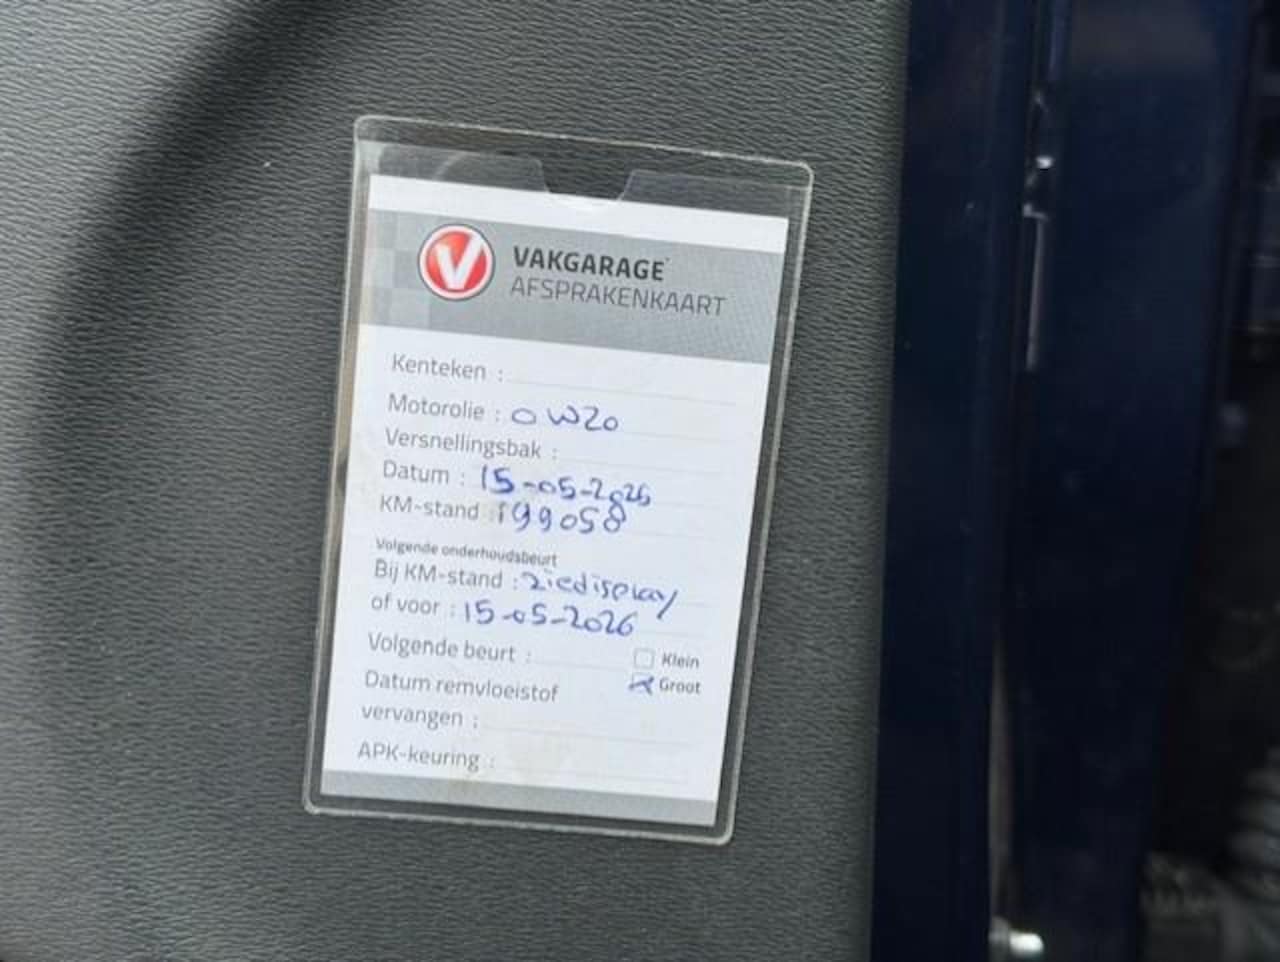 V
VAKGARAGE
AFSPRAKENKAART
Kenteken :
Motorolie : 0W20
Versnellingsbak :
Datum : 15-05-2025
KM-stand : 199058
Volgende onderhoudsbeurt
Bij KM-stand : ziedisplay
of voor : 15-05-2026
Volgende beurt : Klein
Groot
Datum remvloeistof
vervangen :
APK-keuring :